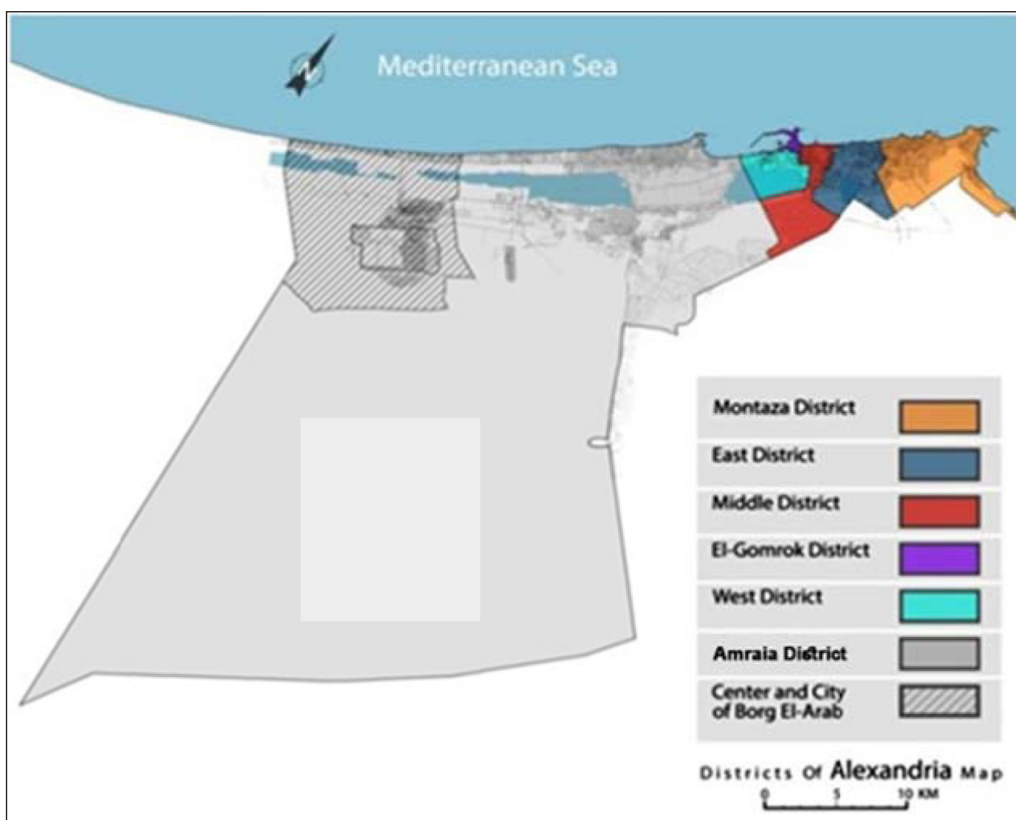 N
Mediterranean Sea
Montaza District
East District
Middle District
El-Gomrok District
West District
Amraia District
Center and City
of Borg El-Arab
Districts Of Alexandria Map
0 5 10 KM